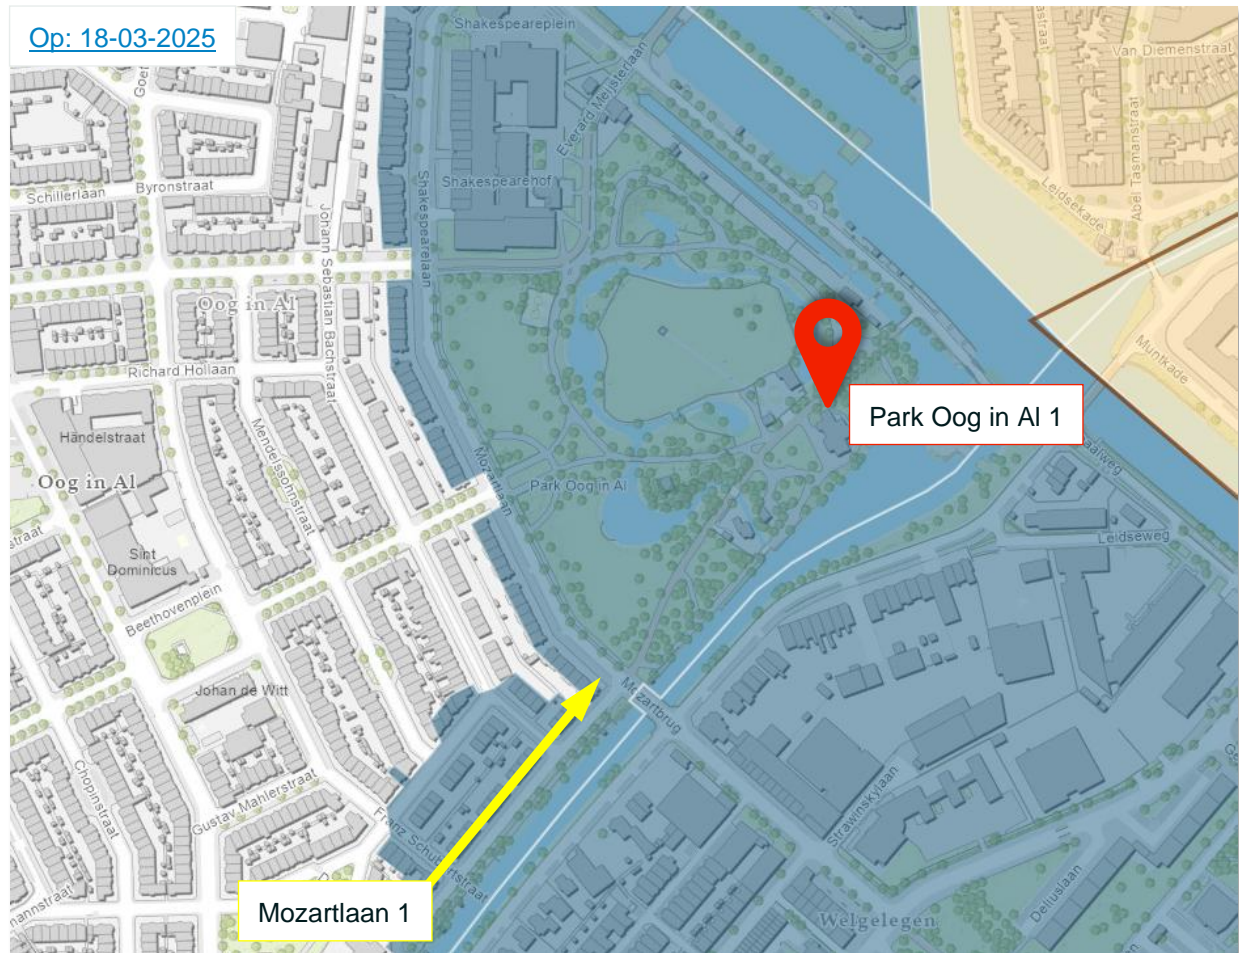 Op: 18-03-2025
Shakespeareplein
Van Diemenstraat
Everard Meijsterlaan
Abel Tasmanstraat
Schillerlaan
Byronstraat
Shakespearehof
Shakespearelaan
Leidsekade
Johann Sebastian Bachstraat
Oog in Al
Muntkade
Richard Hollaan
Park Oog in Al 1
Händelstraat
Mendelssohnstraat
Mozartlaan
Oog in Al
Park Oog in Al
Leidseweg
Sint
Dominicus
Beethovenplein
Johan de Witt
Mozartbrug
Chopinstraat
Gustav Mahlerstraat
Strawinskylaan
Franz Schubertstraat
Deliuslaan
Mozartlaan 1
Welgelegen